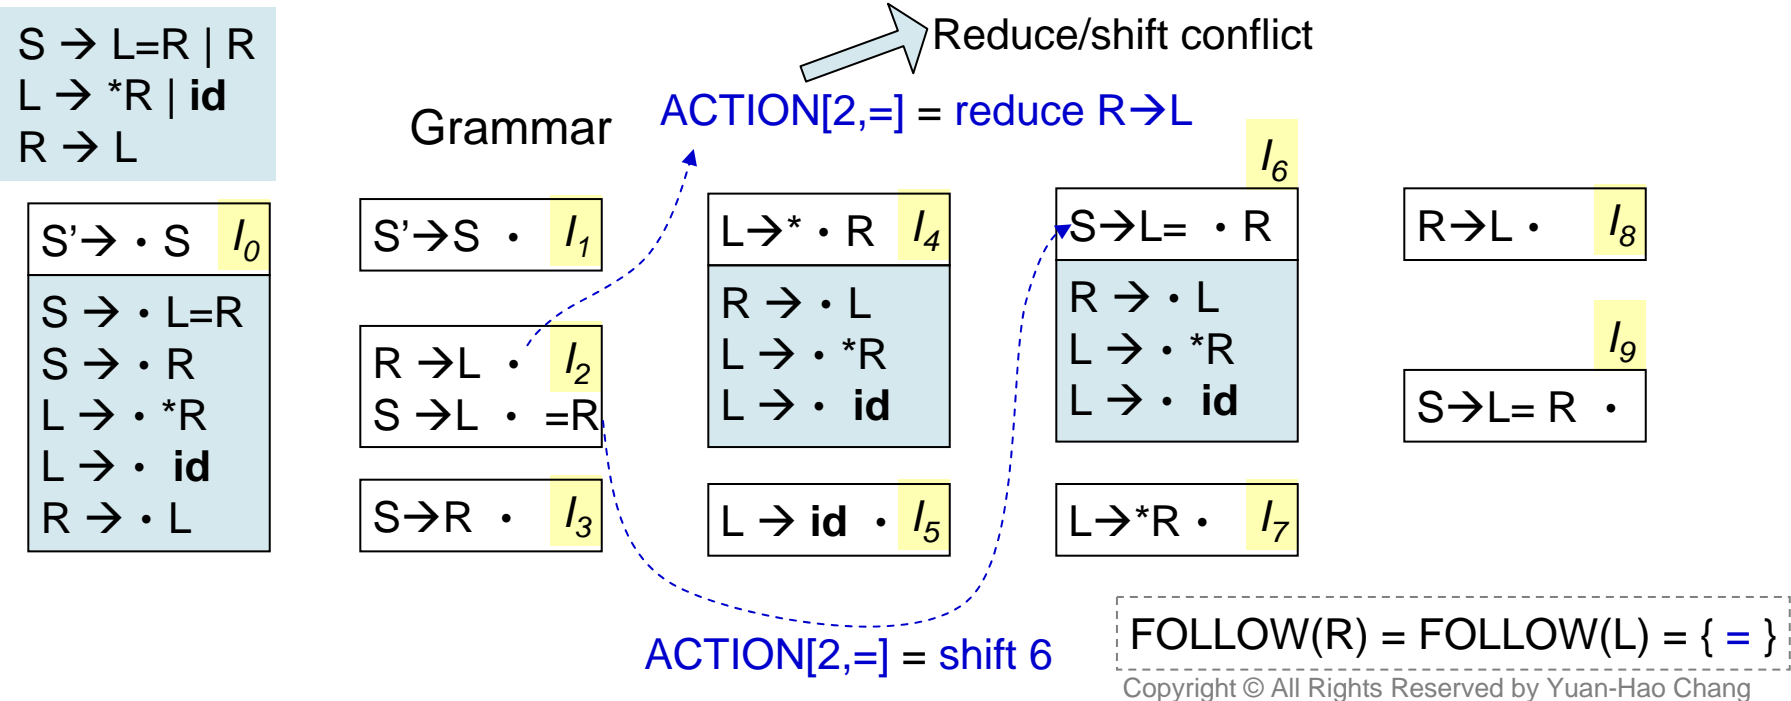 S → L=R | R
L → *R | id
R → L
Grammar
Reduce/shift conflict
ACTION[2,=] = reduce R→L
S’→ · S I0
S → · L=R
S → · R
L → · *R
L → · id
R → · L
S’→S · I1
R →L · I2
S →L · =R
S→R · I3
L→* · R I4
R → · L
L → · *R
L → · id
L → id · I5
I6
S→L= · R
R → · L
L → · *R
L → · id
L→*R · I7
R→L · I8
I9
S→L= R ·
ACTION[2,=] = shift 6
FOLLOW(R) = FOLLOW(L) = { = }
Copyright © All Rights Reserved by Yuan-Hao Chang